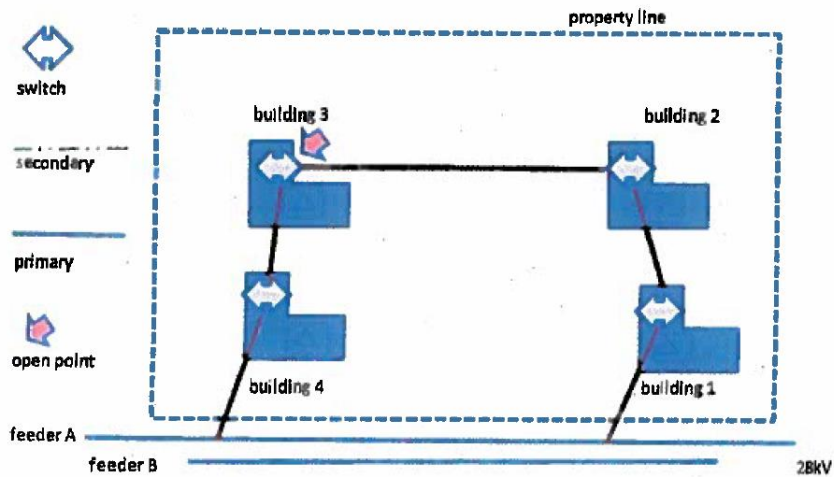 property line
switch
building 3
building 2
secondary
primary
open point
building 4
building 1
feeder A
feeder B
28kV